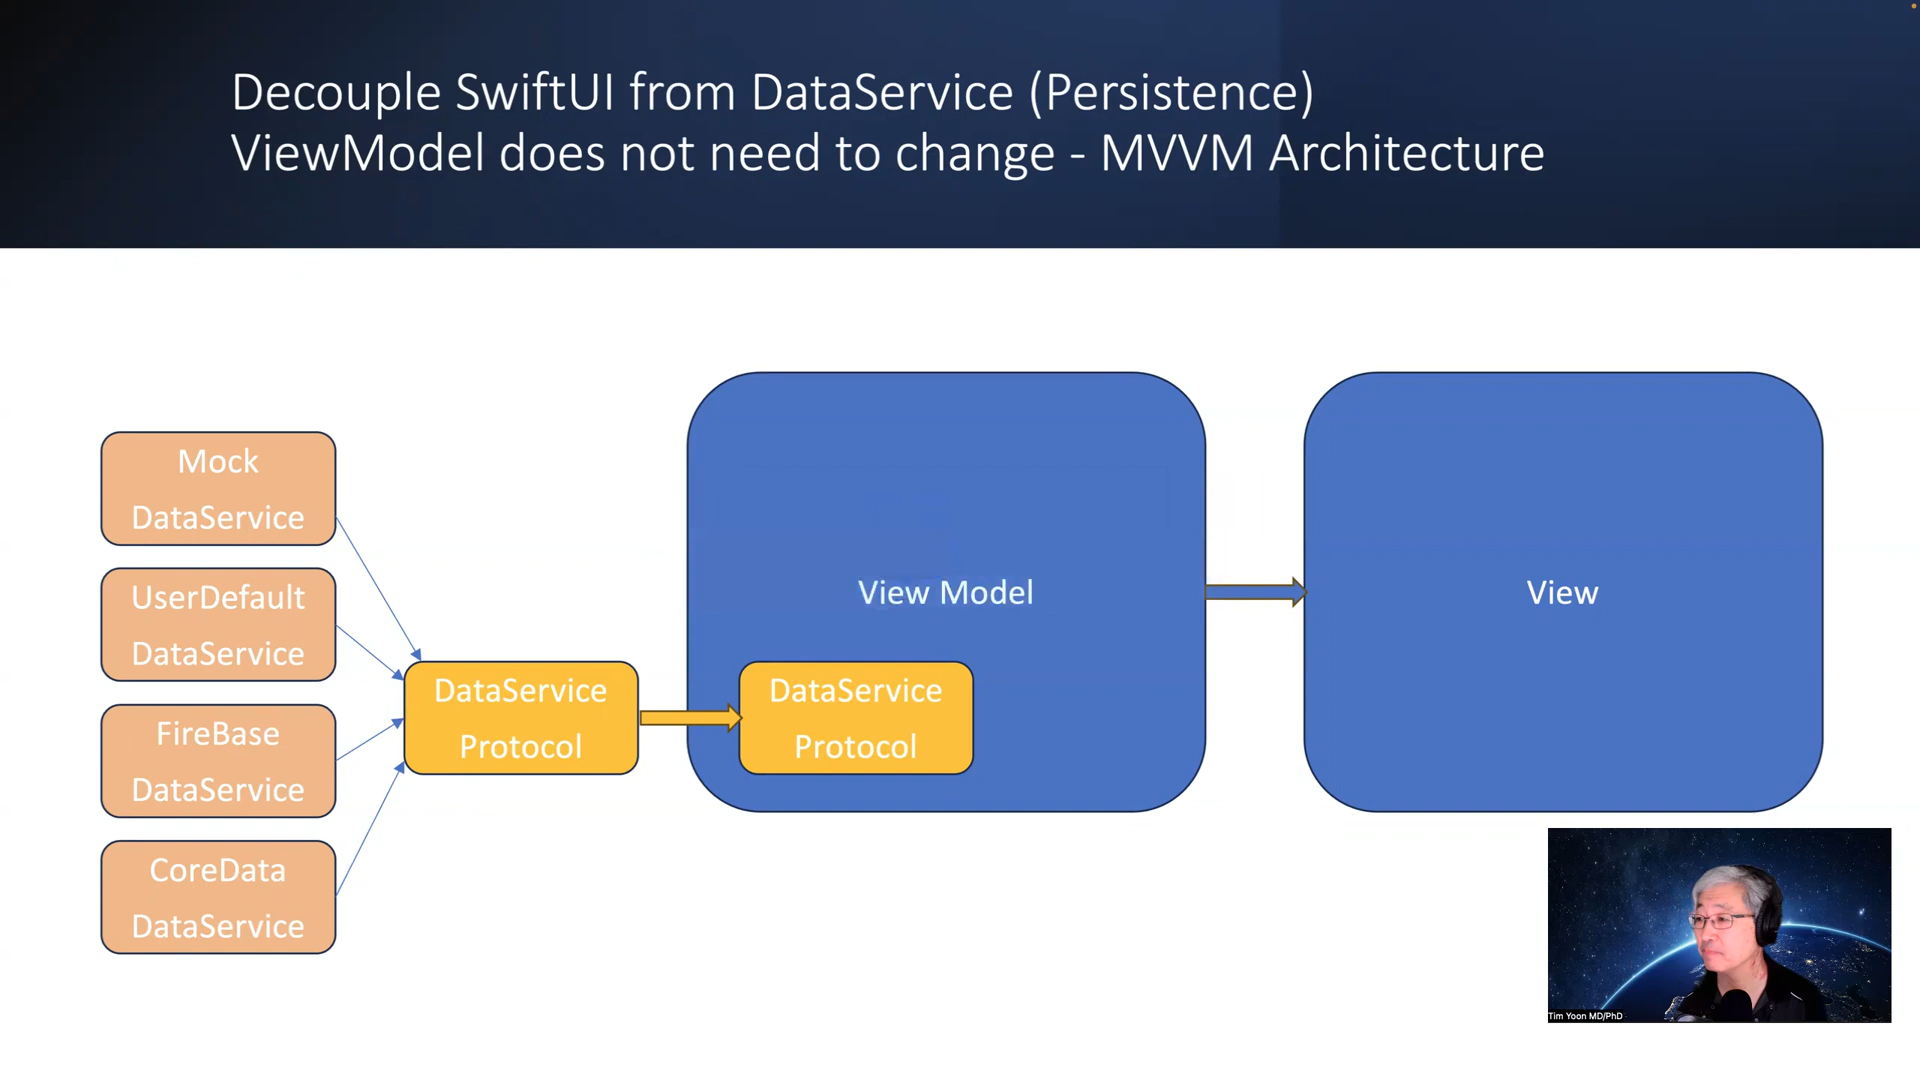 Decouple SwiftUI from DataService (Persistence)
ViewModel does not need to change - MVVM Architecture
Mock
DataService
UserDefault
DataService
FireBase
DataService
CoreData
DataService
DataService
Protocol
View Model
DataService
Protocol
View
Tim Yoon MD/PhD